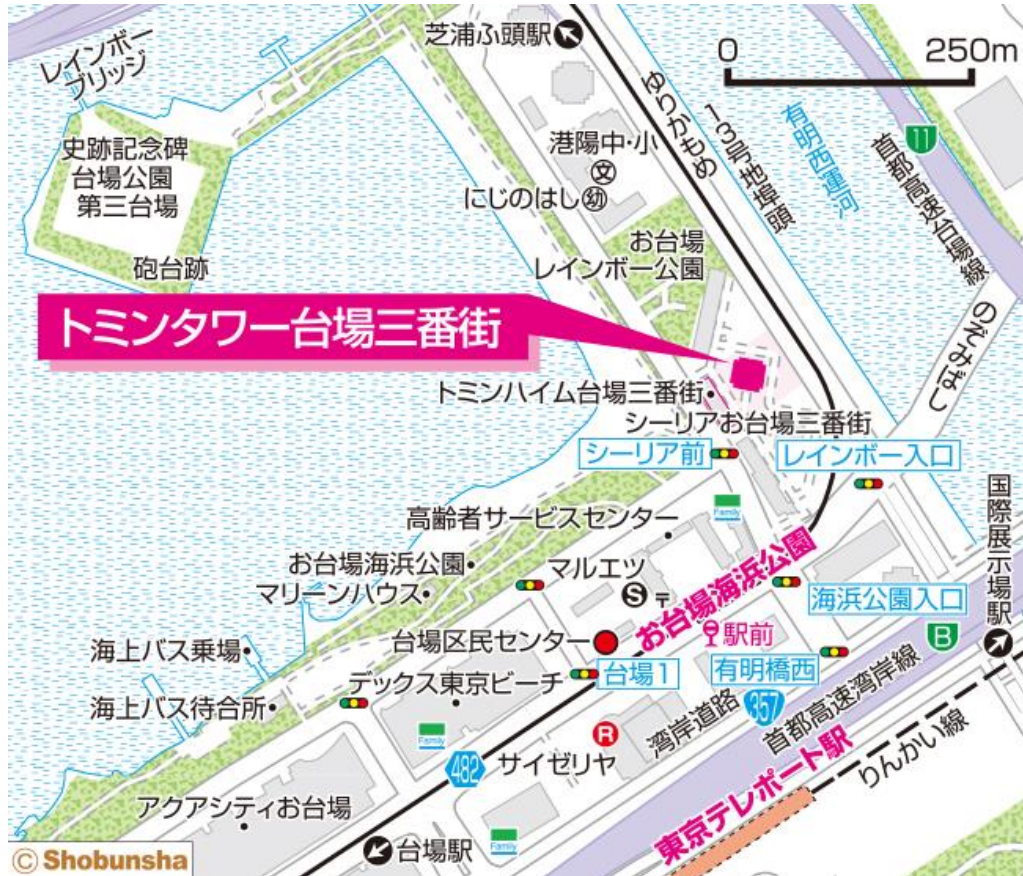 芝浦ふ頭駅
0 250m
レインボー
ブリッジ
ゆりかもめ
13号地埠頭
有明西運河
11
首都高速台場線
史跡記念碑
台場公園
第三台場
港陽中・小
文
にじのはし幼
お台場
レインボー公園
砲台跡
のぞみばし
トミンタワー台場三番街
トミンハイム台場三番街
シーリアお台場三番街
シーリア前
レインボー入口
国際展示場駅
Family
高齢者サービスセンター
お台場海浜公園
お台場海浜公園
マリーンハウス
マルエツ
S 〒
海浜公園入口
駅前
B
台場区民センター
海上バス乗場
台場1
有明橋西
デックス東京ビーチ
海上バス待合所
357
湾岸道路
首都高速湾岸線
Family
R
482
サイゼリヤ
りんかい線
東京テレポート駅
アクアシティお台場
Family
台場駅
© Shobunsha